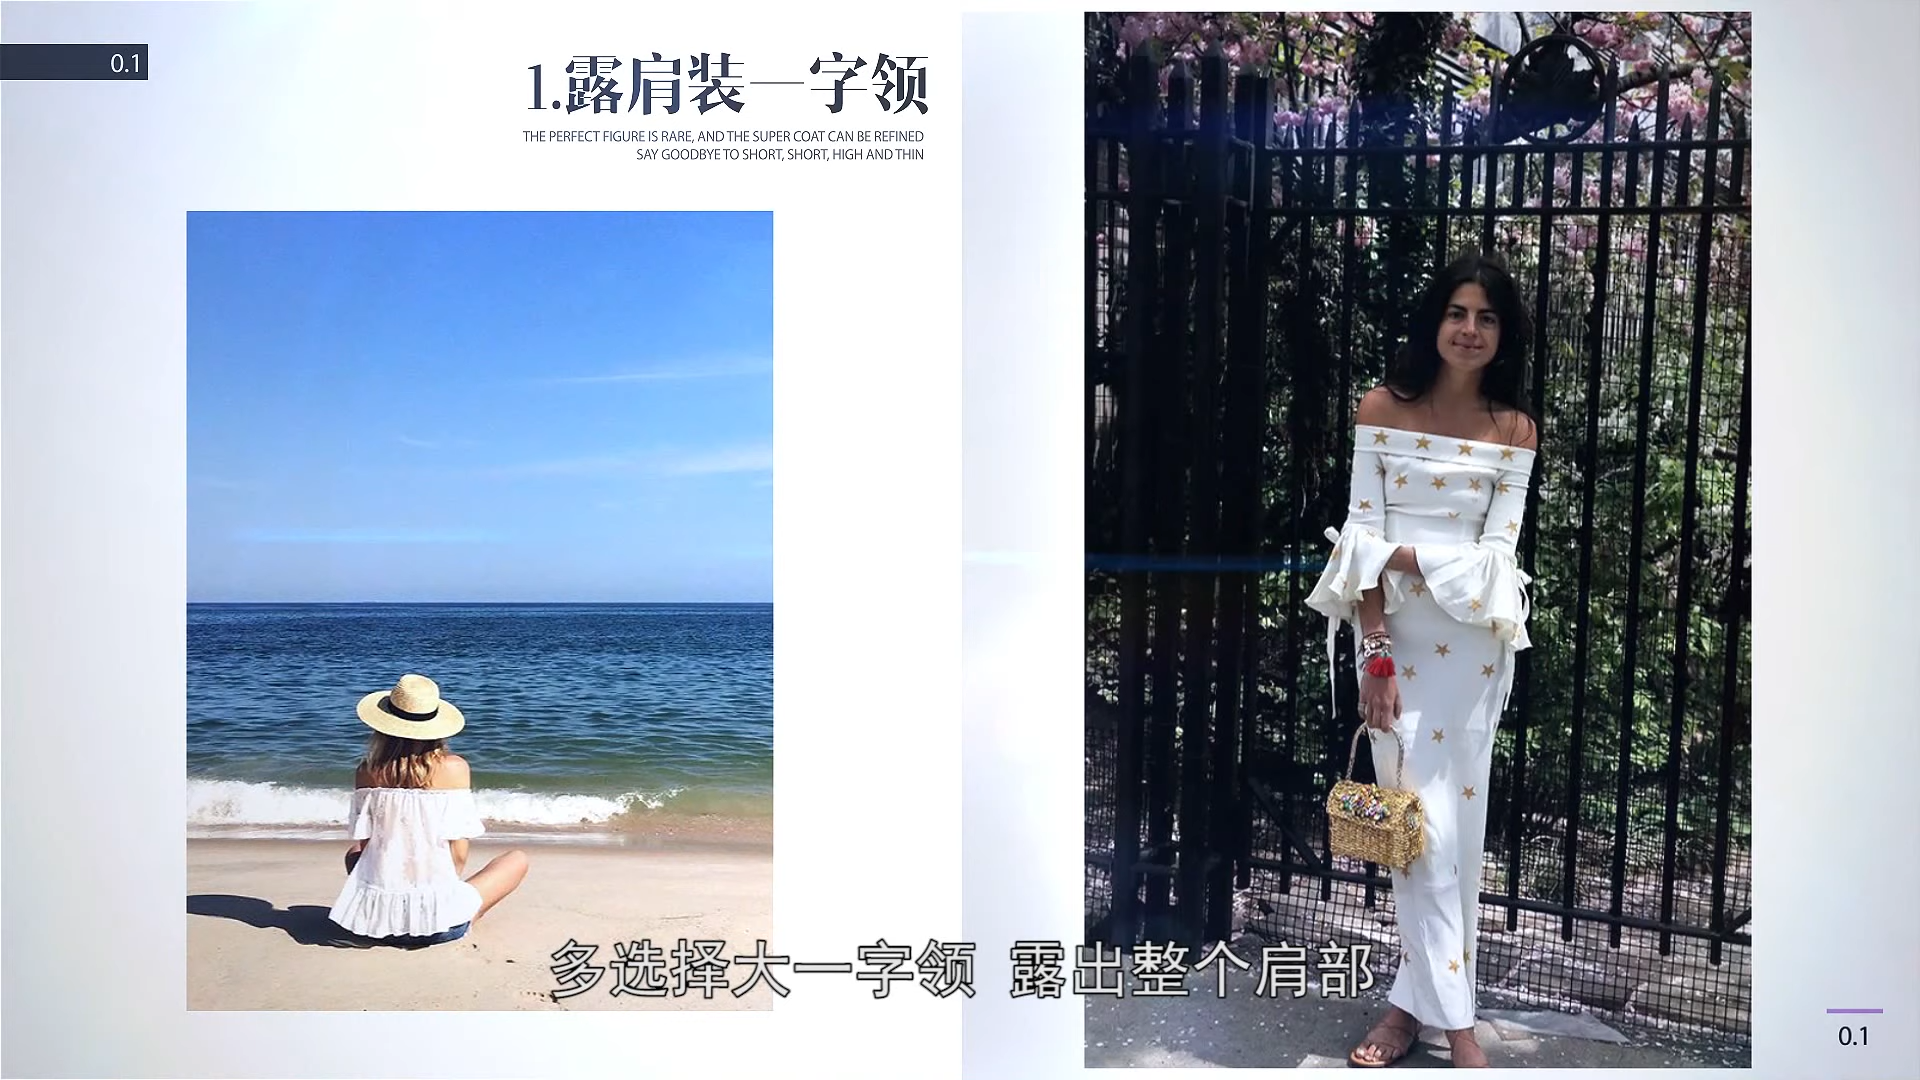 0.1
1.露肩装一字领
THE PERFECT FIGURE IS RARE, AND THE SUPER COAT CAN BE REFINED
SAY GOODBYE TO SHORT, SHORT, HIGH AND THIN
多选择大一字领 露出整个肩部
0.1